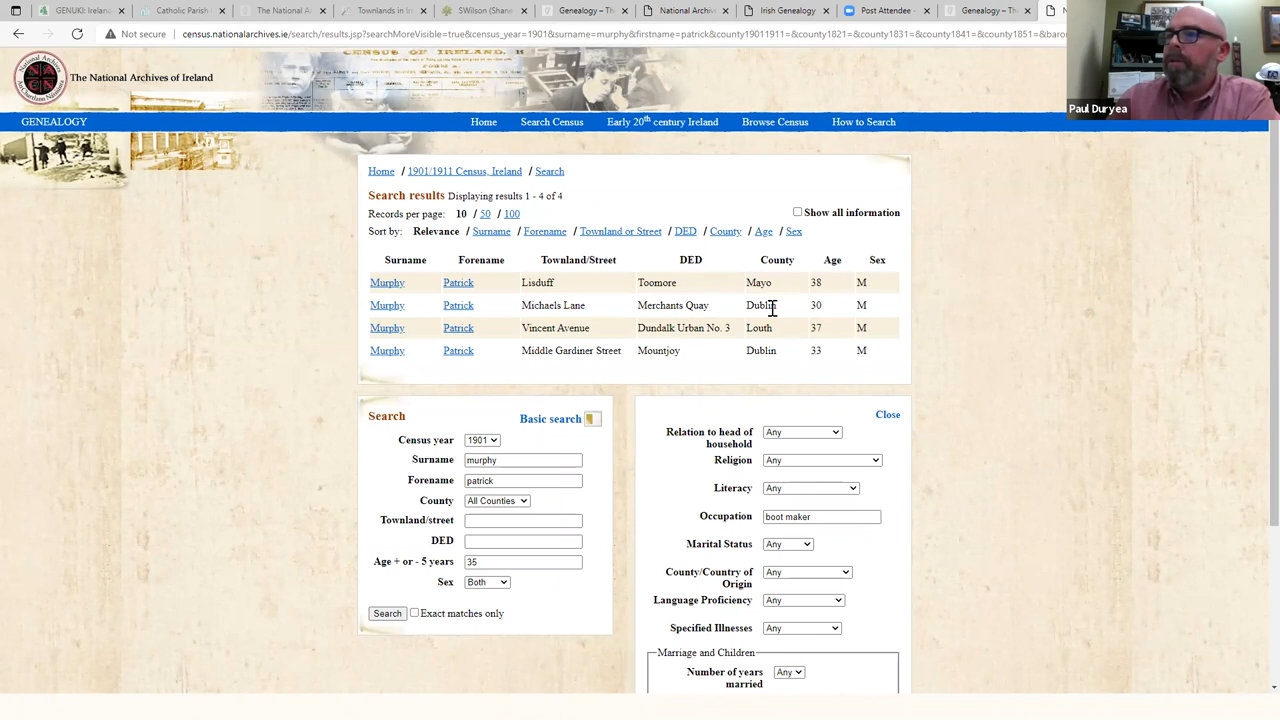 GENUKI: Ireland
Catholic Parish
The National A
Townlands in Ir
SWilson (Shane
Genealogy – T
National Archiv
Irish Genealog
Post Attendee -
Genealogy – T
Not secure census.nationalarchives.ie/search/results.jsp?searchMoreVisible=true&census_year=1901&surname=murphy&firstname=patrick&county19011911=&county1821=&county1831=&county1841=&county1851=&baro
CENSUS OF IRELAND,
The National Archives of Ireland
Paul Duryea
GENEALOGY
Home Search Census Early 20th century Ireland Browse Census How to Search
Home / 1901/1911 Census, Ireland / Search
Search results Displaying results 1 - 4 of 4
Records per page: 10 / 50 / 100 Show all information
Sort by: Relevance / Surname / Forename / Townland or Street / DED / County / Age / Sex
Surname Forename Townland/Street DED County Age Sex
Murphy Patrick Lisduff Toomore Mayo 38 M
Murphy Patrick Michaels Lane Merchants Quay Dublin 30 M
Murphy Patrick Vincent Avenue Dundalk Urban No. 3 Louth 37 M
Murphy Patrick Middle Gardiner Street Mountjoy Dublin 33 M
Search Basic search
Census year 1901
Surname murphy
Forename patrick
County All Counties
Townland/street
DED
Age + or - 5 years 35
Sex Both
Search Exact matches only
Close
Relation to head of
household Any
Religion Any
Literacy Any
Occupation boot maker
Marital Status Any
County/Country of
Origin Any
Language Proficiency Any
Specified Illnesses Any
Marriage and Children
Number of years
married Any